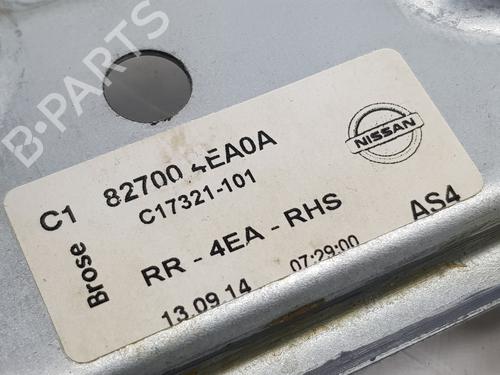 C1 82700 4EA0A
C17321-101
NISSAN
Brose
RR - 4EA - RHS
AS4
13.09.14 07:29:00
B-PARTS